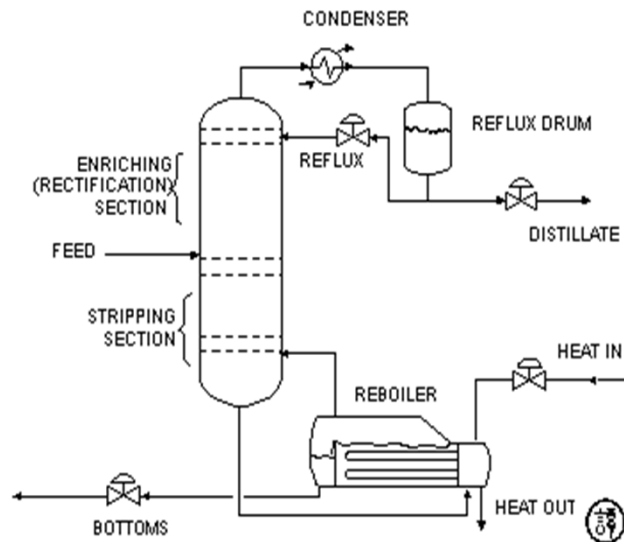 CONDENSER
REFLUX DRUM
ENRICHING
(RECTIFICATION)
SECTION
REFLUX
DISTILLATE
FEED
STRIPPING
SECTION
HEAT IN
REBOILER
HEAT OUT
BOTTOMS